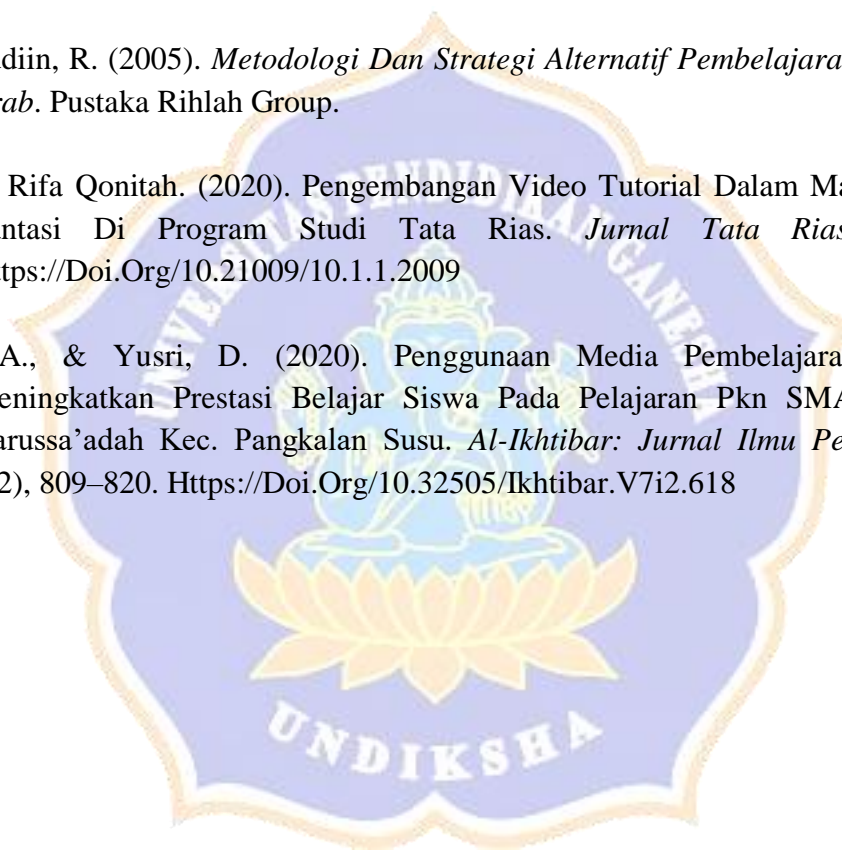 diin, R. (2005). Metodologi Dan Strategi Alternatif Pembelajara
rab. Pustaka Rihlah Group.
Rifa Qonitah. (2020). Pengembangan Video Tutorial Dalam Ma
ntasi Di Program Studi Tata Rias. Jurnal Tata Rias
ttps://Doi.Org/10.21009/10.1.1.2009
A., & Yusri, D. (2020). Penggunaan Media Pembelajara
eningkatkan Prestasi Belajar Siswa Pada Pelajaran Pkn SMA
arussa’adah Kec. Pangkalan Susu. Al-Ikhtibar: Jurnal Ilmu Pe
2), 809–820. Https://Doi.Org/10.32505/Ikhtibar.V7i2.618
UNIVERSITAS PENDIDIKAN GANESHA
UNDIKSHA